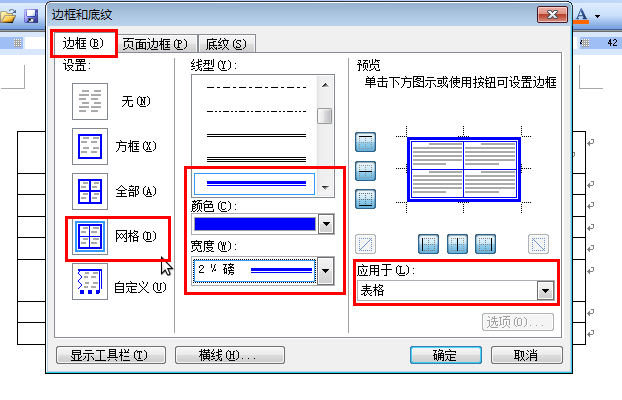 边框和底纹
A
42
边框(B)
页面边框(P)
底纹(S)
设置:
无(N)
方框(X)
全部(A)
网格(D)
自定义(U)
线型(Y):
颜色(C):
宽度(W):
2 ¼ 磅
预览
单击下方图示或使用按钮可设置边框
应用于(L):
表格
选项(O)...
显示工具栏(T)
横线(H)...
确定
取消